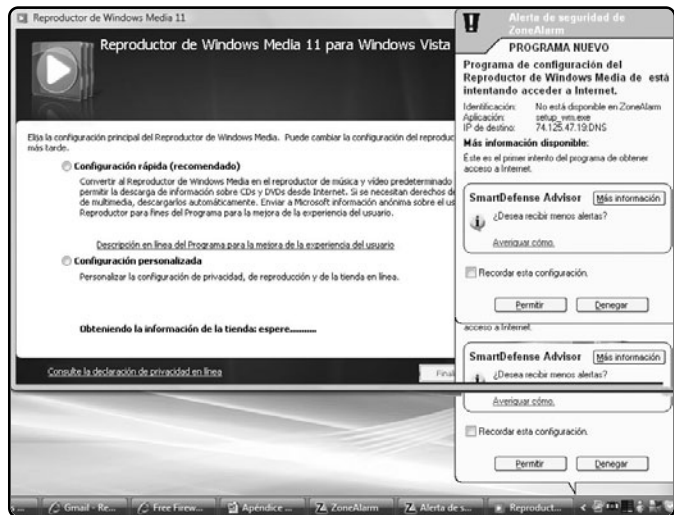 Reproductor de Windows Media 11
Reproductor de Windows Media 11 para Windows Vista
Elija la configuración principal del Reproductor de Windows Media. Puede cambiar la configuración del reproduc
más tarde.
Configuración rápida (recomendado)
Convertir al Reproductor de Windows Media en el reproductor de música y vídeo predeterminado
permitir la descarga de información sobre CDs y DVDs desde Internet. Si se necesitan derechos de
de multimedia, descargarlos automáticamente. Enviar a Microsoft información anónima sobre el us
Reproductor para fines del Programa para la mejora de la experiencia del usuario.
Descripción en línea del Programa para la mejora de la experiencia del usuario
Configuración personalizada
Personalizar la configuración de privacidad, de reproducción y de la tienda en línea.
Obteniendo la información de la tienda: espere..........
Consulte la declaración de privacidad en línea
Final
Alerta de seguridad de
ZoneAlarm
PROGRAMA NUEVO
Programa de configuración del
Reproductor de Windows Media de está
intentando acceder a Internet.
Identificación: No está disponible en ZoneAlarm
Aplicación: setup_wm.exe
IP de destino: 74.125.47.19:DNS
Más información disponible:
Este es el primer intento del programa de obtener
acceso a Internet.
SmartDefense Advisor Más información
¿Desea recibir menos alertas?
Averiguar cómo.
Recordar esta configuración.
Permitir Denegar
acceso a Internet.
SmartDefense Advisor Más información
¿Desea recibir menos alertas?
Averiguar cómo.
Recordar esta configuración.
Permitir Denegar
s ... Gmail - Re... Free Firew... Apéndice ... ZoneAlarm Alerta de s... Reproduct... <